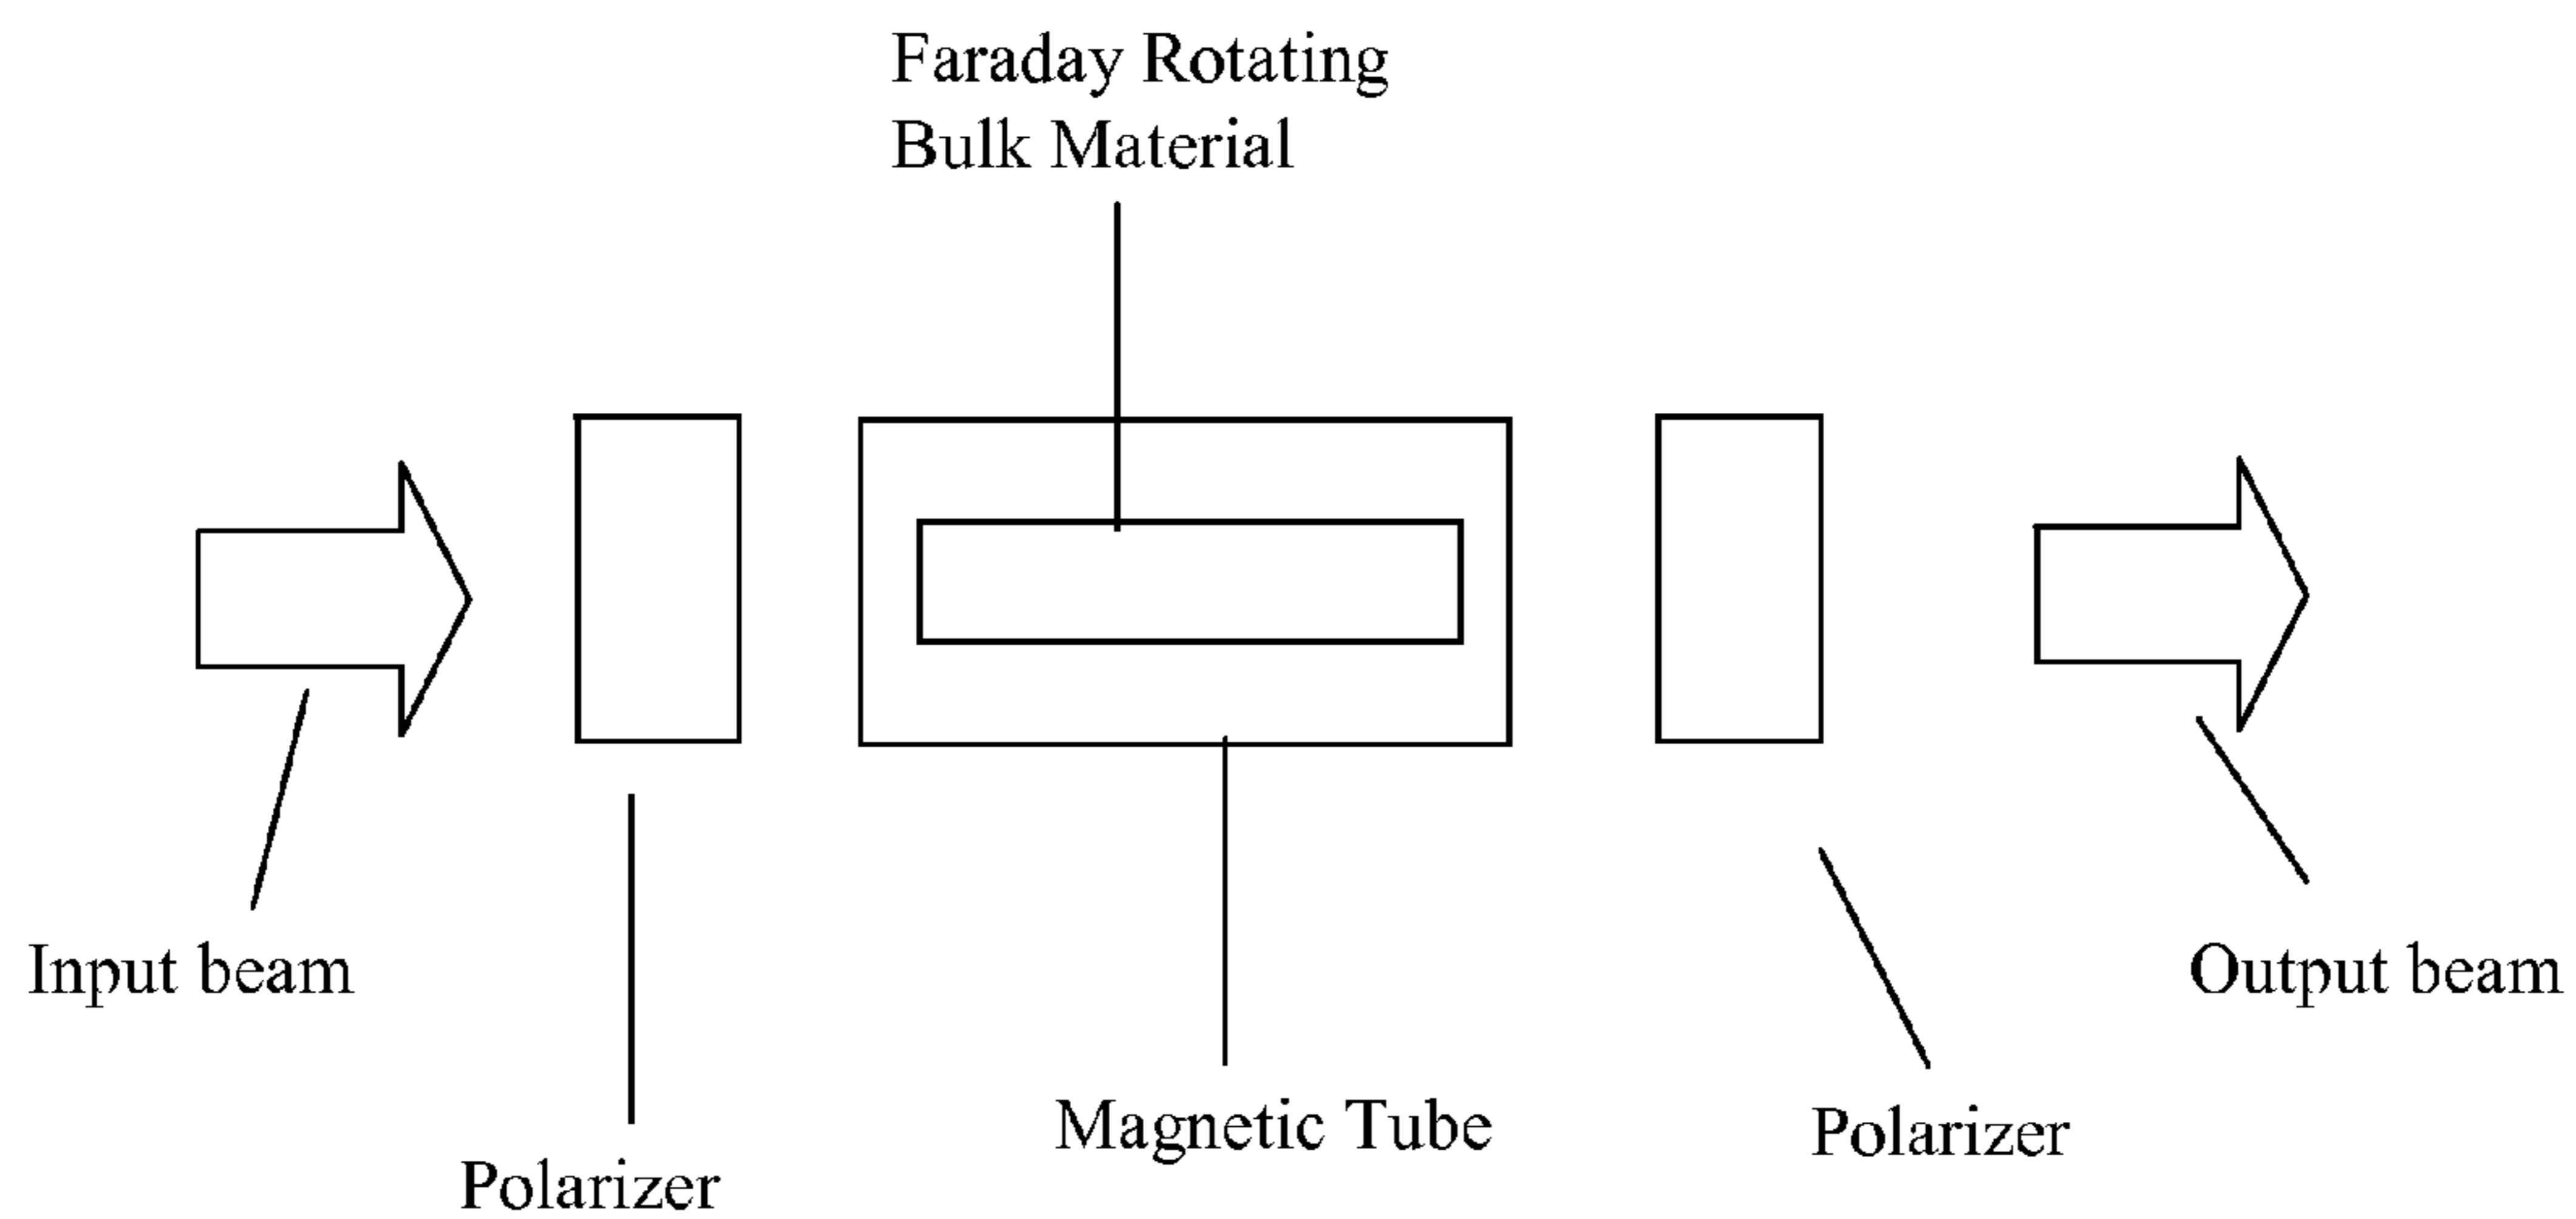 Faraday Rotating
Bulk Material
Input beam
Output beam
Magnetic Tube
Polarizer
Polarizer